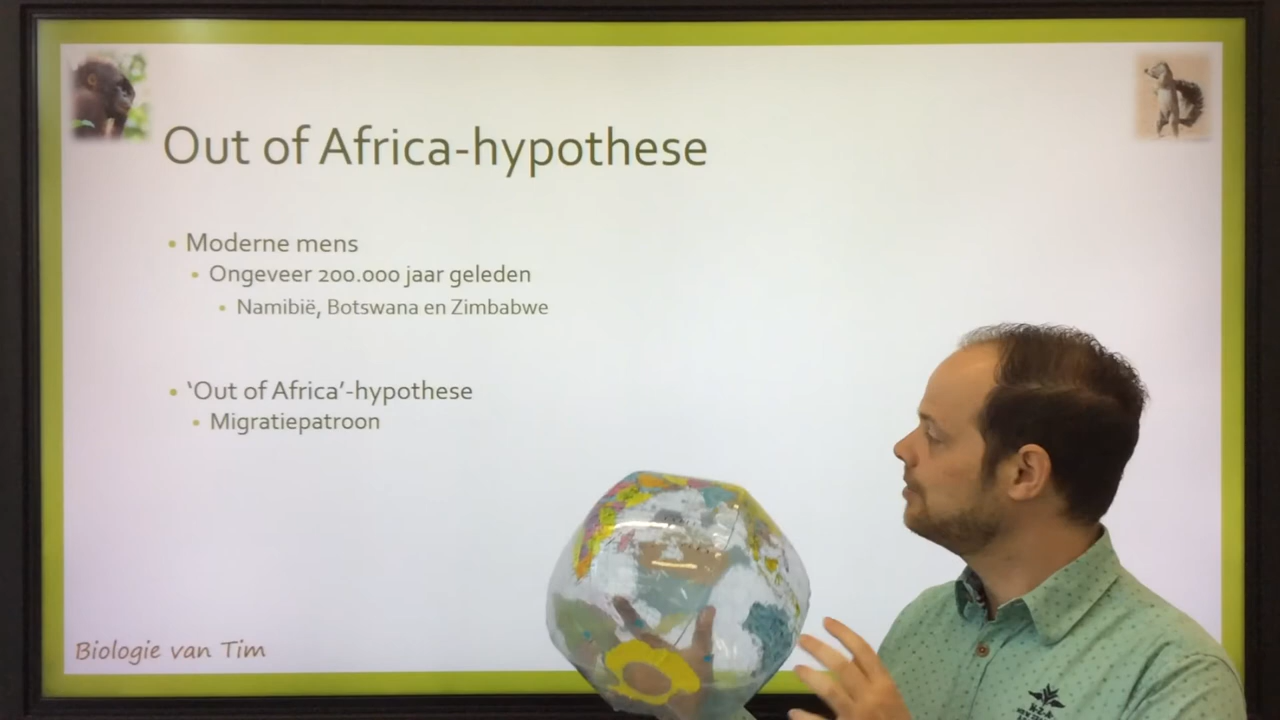 Out of Africa-hypothese
• Moderne mens
• Ongeveer 200.000 jaar geleden
• Namibië, Botswana en Zimbabwe
• ‘Out of Africa’-hypothese
• Migratiepatroon
Biologie van Tim